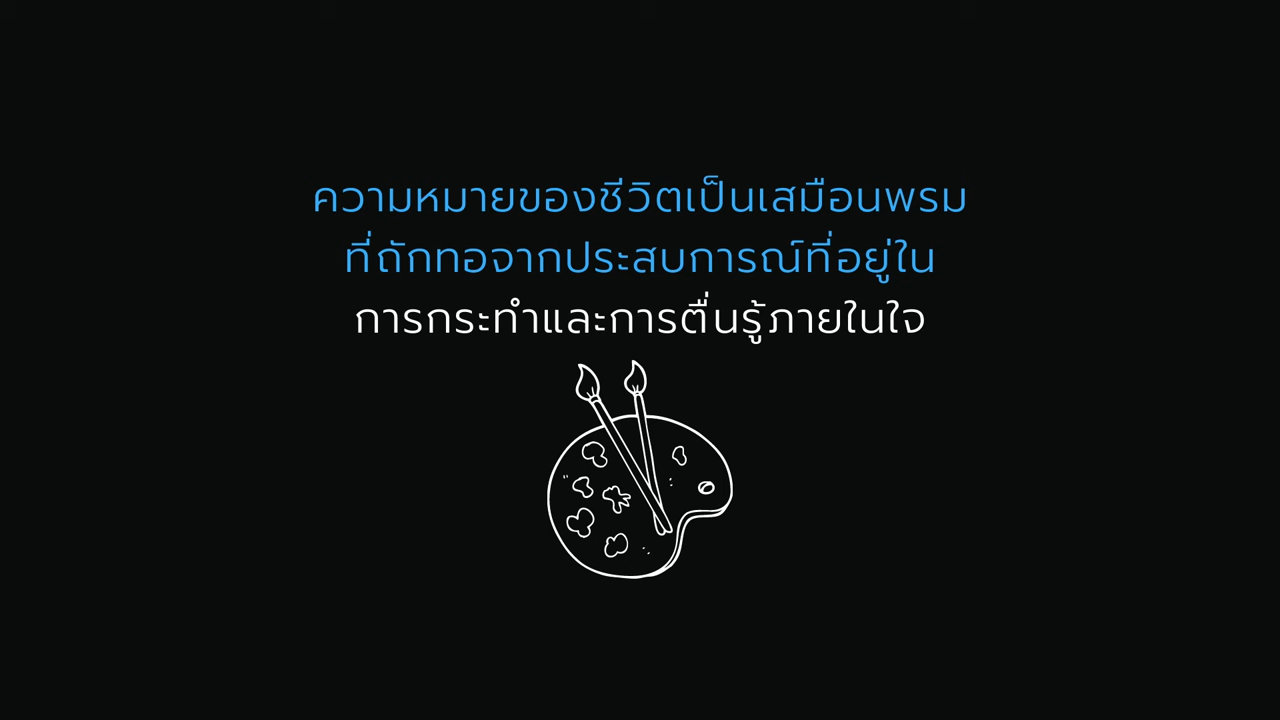 ความหมายของชีวิตเป็นเสมือนพรม
ที่ถักทอจากประสบการณ์ที่อยู่ใน
การกระทำและการตื่นรู้ภายในใจ